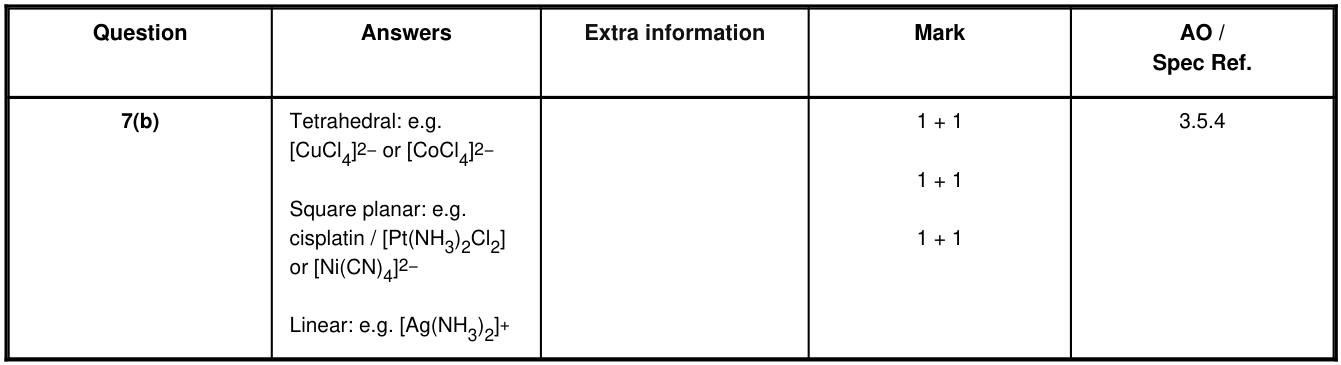 Question Answers Extra information Mark AO /
Spec Ref.
7(b) Tetrahedral: e.g. 1 + 1 3.5.4
[CuCl4]2– or [CoCl4]2–
1 + 1
Square planar: e.g.
cisplatin / [Pt(NH3)2Cl2] 1 + 1
or [Ni(CN)4]2–
Linear: e.g. [Ag(NH3)2]+